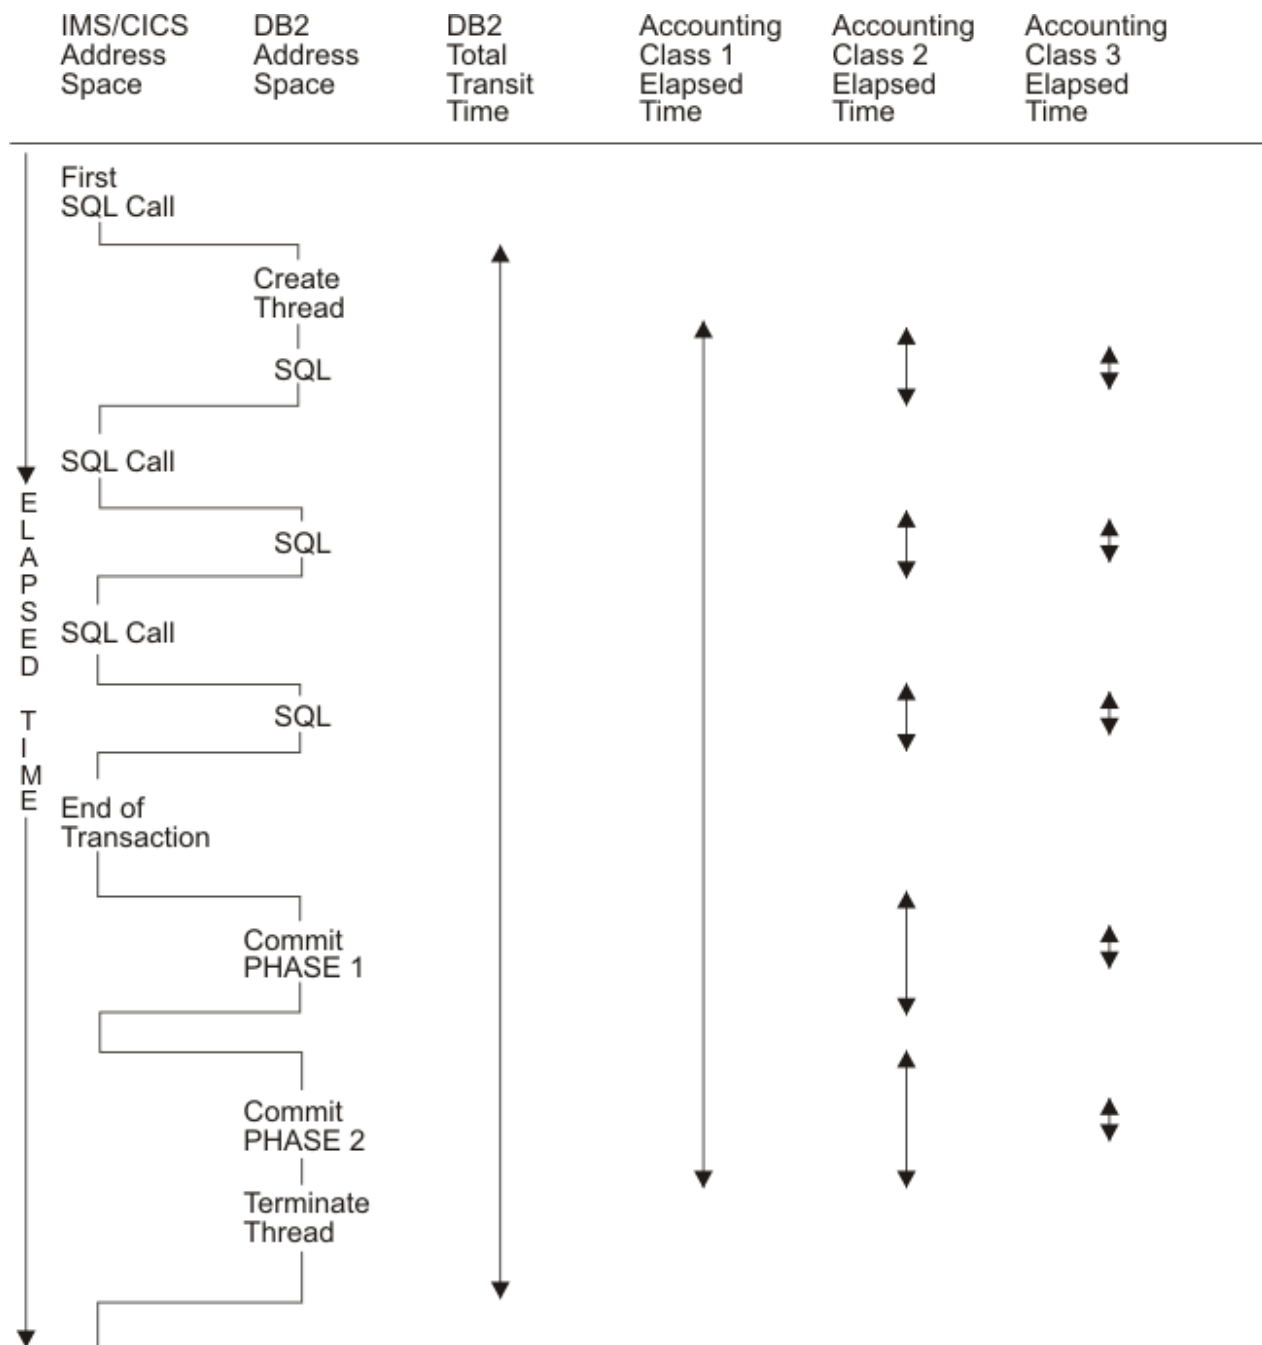 IMS/CICS
Address
Space
DB2
Address
Space
DB2
Total
Transit
Time
Accounting
Class 1
Elapsed
Time
Accounting
Class 2
Elapsed
Time
Accounting
Class 3
Elapsed
Time
First
SQL Call
Create
Thread
SQL
SQL Call
ELAPSED TIME
SQL
SQL Call
SQL
End of
Transaction
Commit
PHASE 1
Commit
PHASE 2
Terminate
Thread